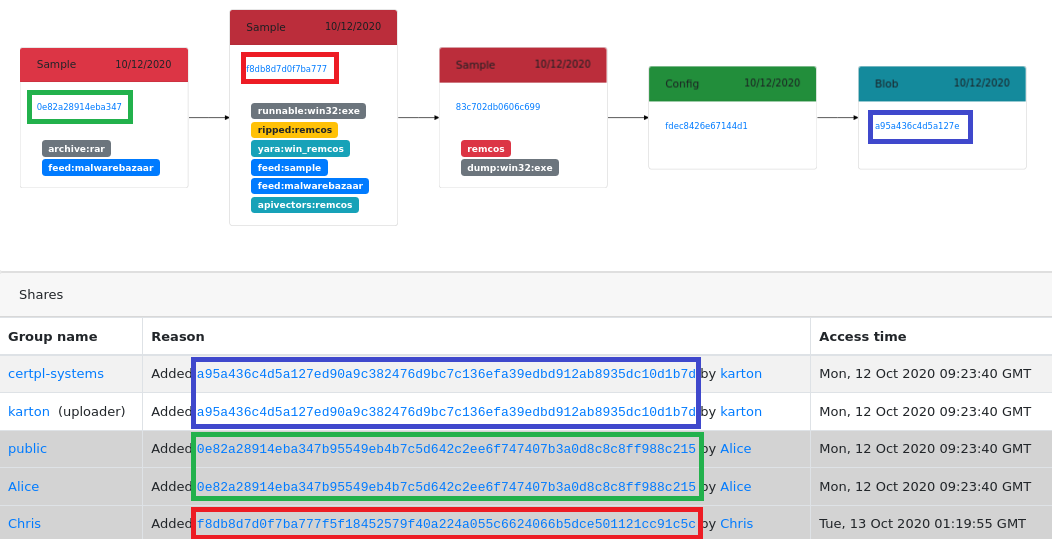 Sample 10/12/2020
0e82a28914eba347
archive:rar
feed:malwarebazaar
Sample 10/12/2020
f8db8d7d0f7ba777
runnable:win32:exe
ripped:remcos
yara:win_remcos
feed:sample
feed:malwarebazaar
apivectors:remcos
Sample 10/12/2020
83c702db0606c699
remcos
dump:win32:exe
Config 10/12/2020
fdec8426e67144d1
Blob 10/12/2020
a95a436c4d5a127e
Shares
Group name Reason Access time
certpl-systems Added a95a436c4d5a127ed90a9c382476d9bc7c136efa39edbd912ab8935dc10d1b7d by karton Mon, 12 Oct 2020 09:23:40 GMT
karton (uploader) Added a95a436c4d5a127ed90a9c382476d9bc7c136efa39edbd912ab8935dc10d1b7d by karton Mon, 12 Oct 2020 09:23:40 GMT
public Added 0e82a28914eba347b95549eb4b7c5d642c2ee6f747407b3a0d8c8c8ff988c215 by Alice Mon, 12 Oct 2020 09:23:40 GMT
Alice Added 0e82a28914eba347b95549eb4b7c5d642c2ee6f747407b3a0d8c8c8ff988c215 by Alice Mon, 12 Oct 2020 09:23:40 GMT
Chris Added f8db8d7d0f7ba777f5f18452579f40a224a055c6624066b5dce501121cc91c5c by Chris Tue, 13 Oct 2020 01:19:55 GMT